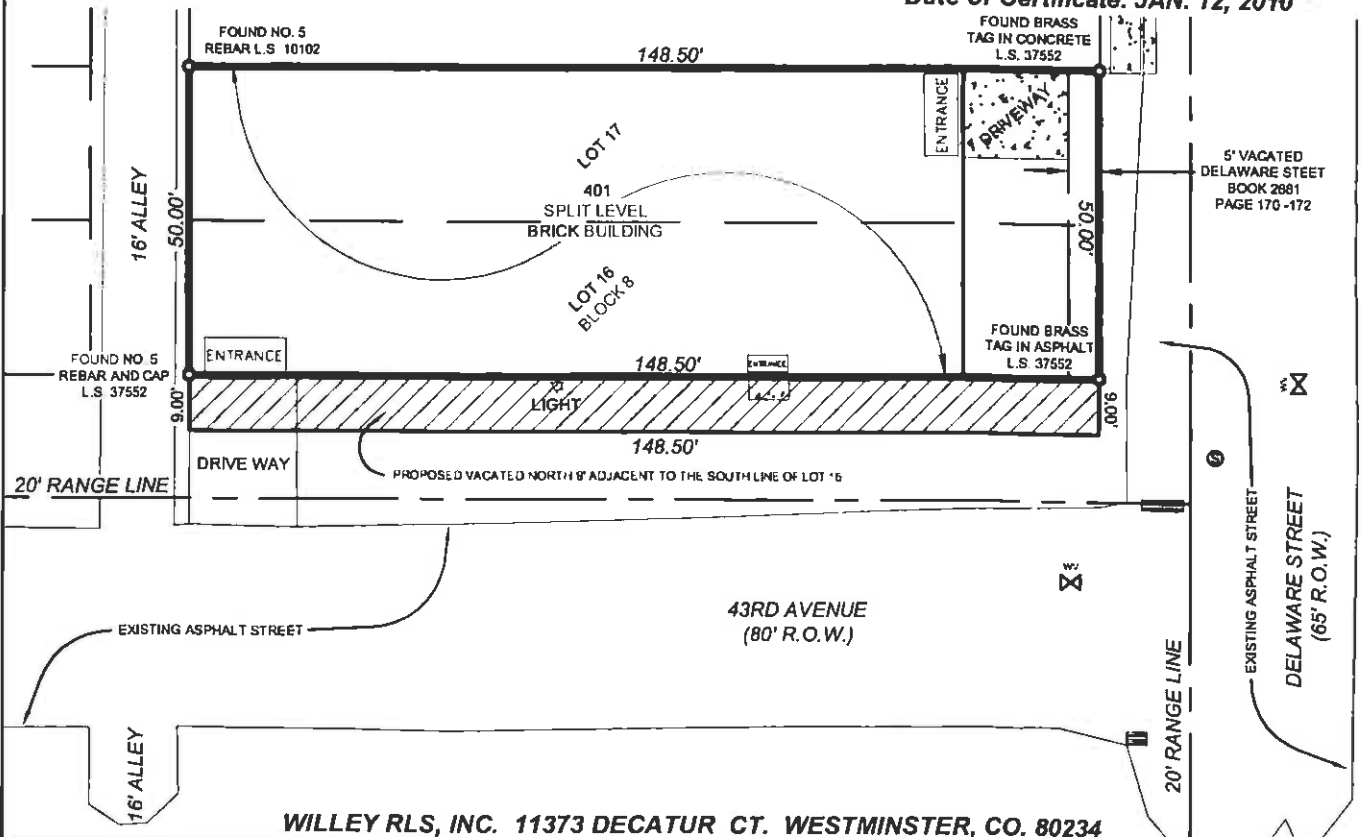 Date of Certificate: JAN. 12, 2010
FOUND NO. 5
REBAR L.S. 10102
148.50'
FOUND BRASS
TAG IN CONCRETE
L.S. 37552
ENTRANCE
DRIVEWAY
LOT 17
16' ALLEY
50.00'
401
SPLIT LEVEL
BRICK BUILDING
50.00'
5' VACATED
DELAWARE STEET
BOOK 2681
PAGE 170 -172
LOT 16
BLOCK 8
FOUND BRASS
TAG IN ASPHALT
L.S. 37552
FOUND NO. 5
REBAR AND CAP
L.S. 37552
ENTRANCE
148.50'
ENTRANCE
9.00'
LIGHT
9.00'
148.50'
DRIVE WAY
PROPOSED VACATED NORTH 9' ADJACENT TO THE SOUTH LINE OF LOT 16
20' RANGE LINE
WV
S
EXISTING ASPHALT STREET
DELAWARE STREET
(65' R.O.W.)
WV
43RD AVENUE
(80' R.O.W.)
EXISTING ASPHALT STREET
20' RANGE LINE
16' ALLEY
WILLEY RLS, INC. 11373 DECATUR CT. WESTMINSTER, CO. 80234